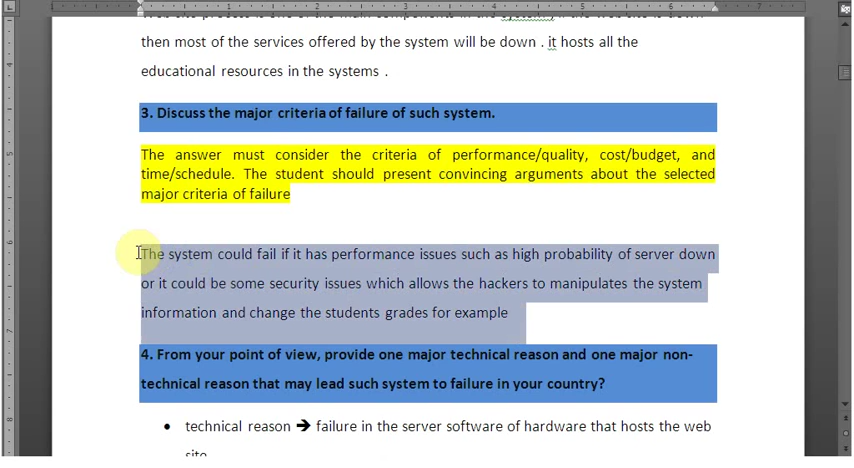 then most of the services offered by the system will be down . it hosts all the
educational resources in the systems .
3. Discuss the major criteria of failure of such system.
The answer must consider the criteria of performance/quality, cost/budget, and
time/schedule. The student should present convincing arguments about the selected
major criteria of failure
The system could fail if it has performance issues such as high probability of server down
or it could be some security issues which allows the hackers to manipulates the system
information and change the students grades for example
4. From your point of view, provide one major technical reason and one major non-
technical reason that may lead such system to failure in your country?
• technical reason ➔ failure in the server software of hardware that hosts the web
site